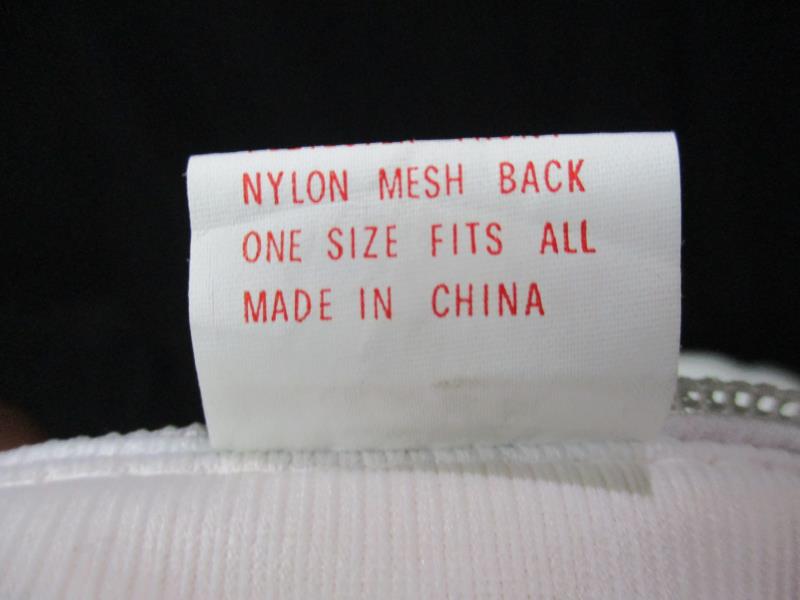 NYLON MESH BACK
ONE SIZE FITS ALL
MADE IN CHINA